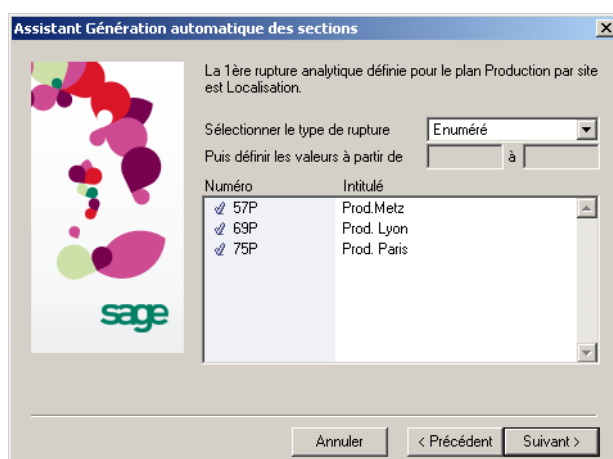 Assistant Génération automatique des sections
La 1ère rupture analytique définie pour le plan Production par site
est Localisation.
Sélectionner le type de rupture Enuméré
Puis définir les valeurs à partir de à
Numéro Intitulé
57P Prod.Metz
69P Prod. Lyon
75P Prod. Paris
sage
Annuler < Précédent Suivant >